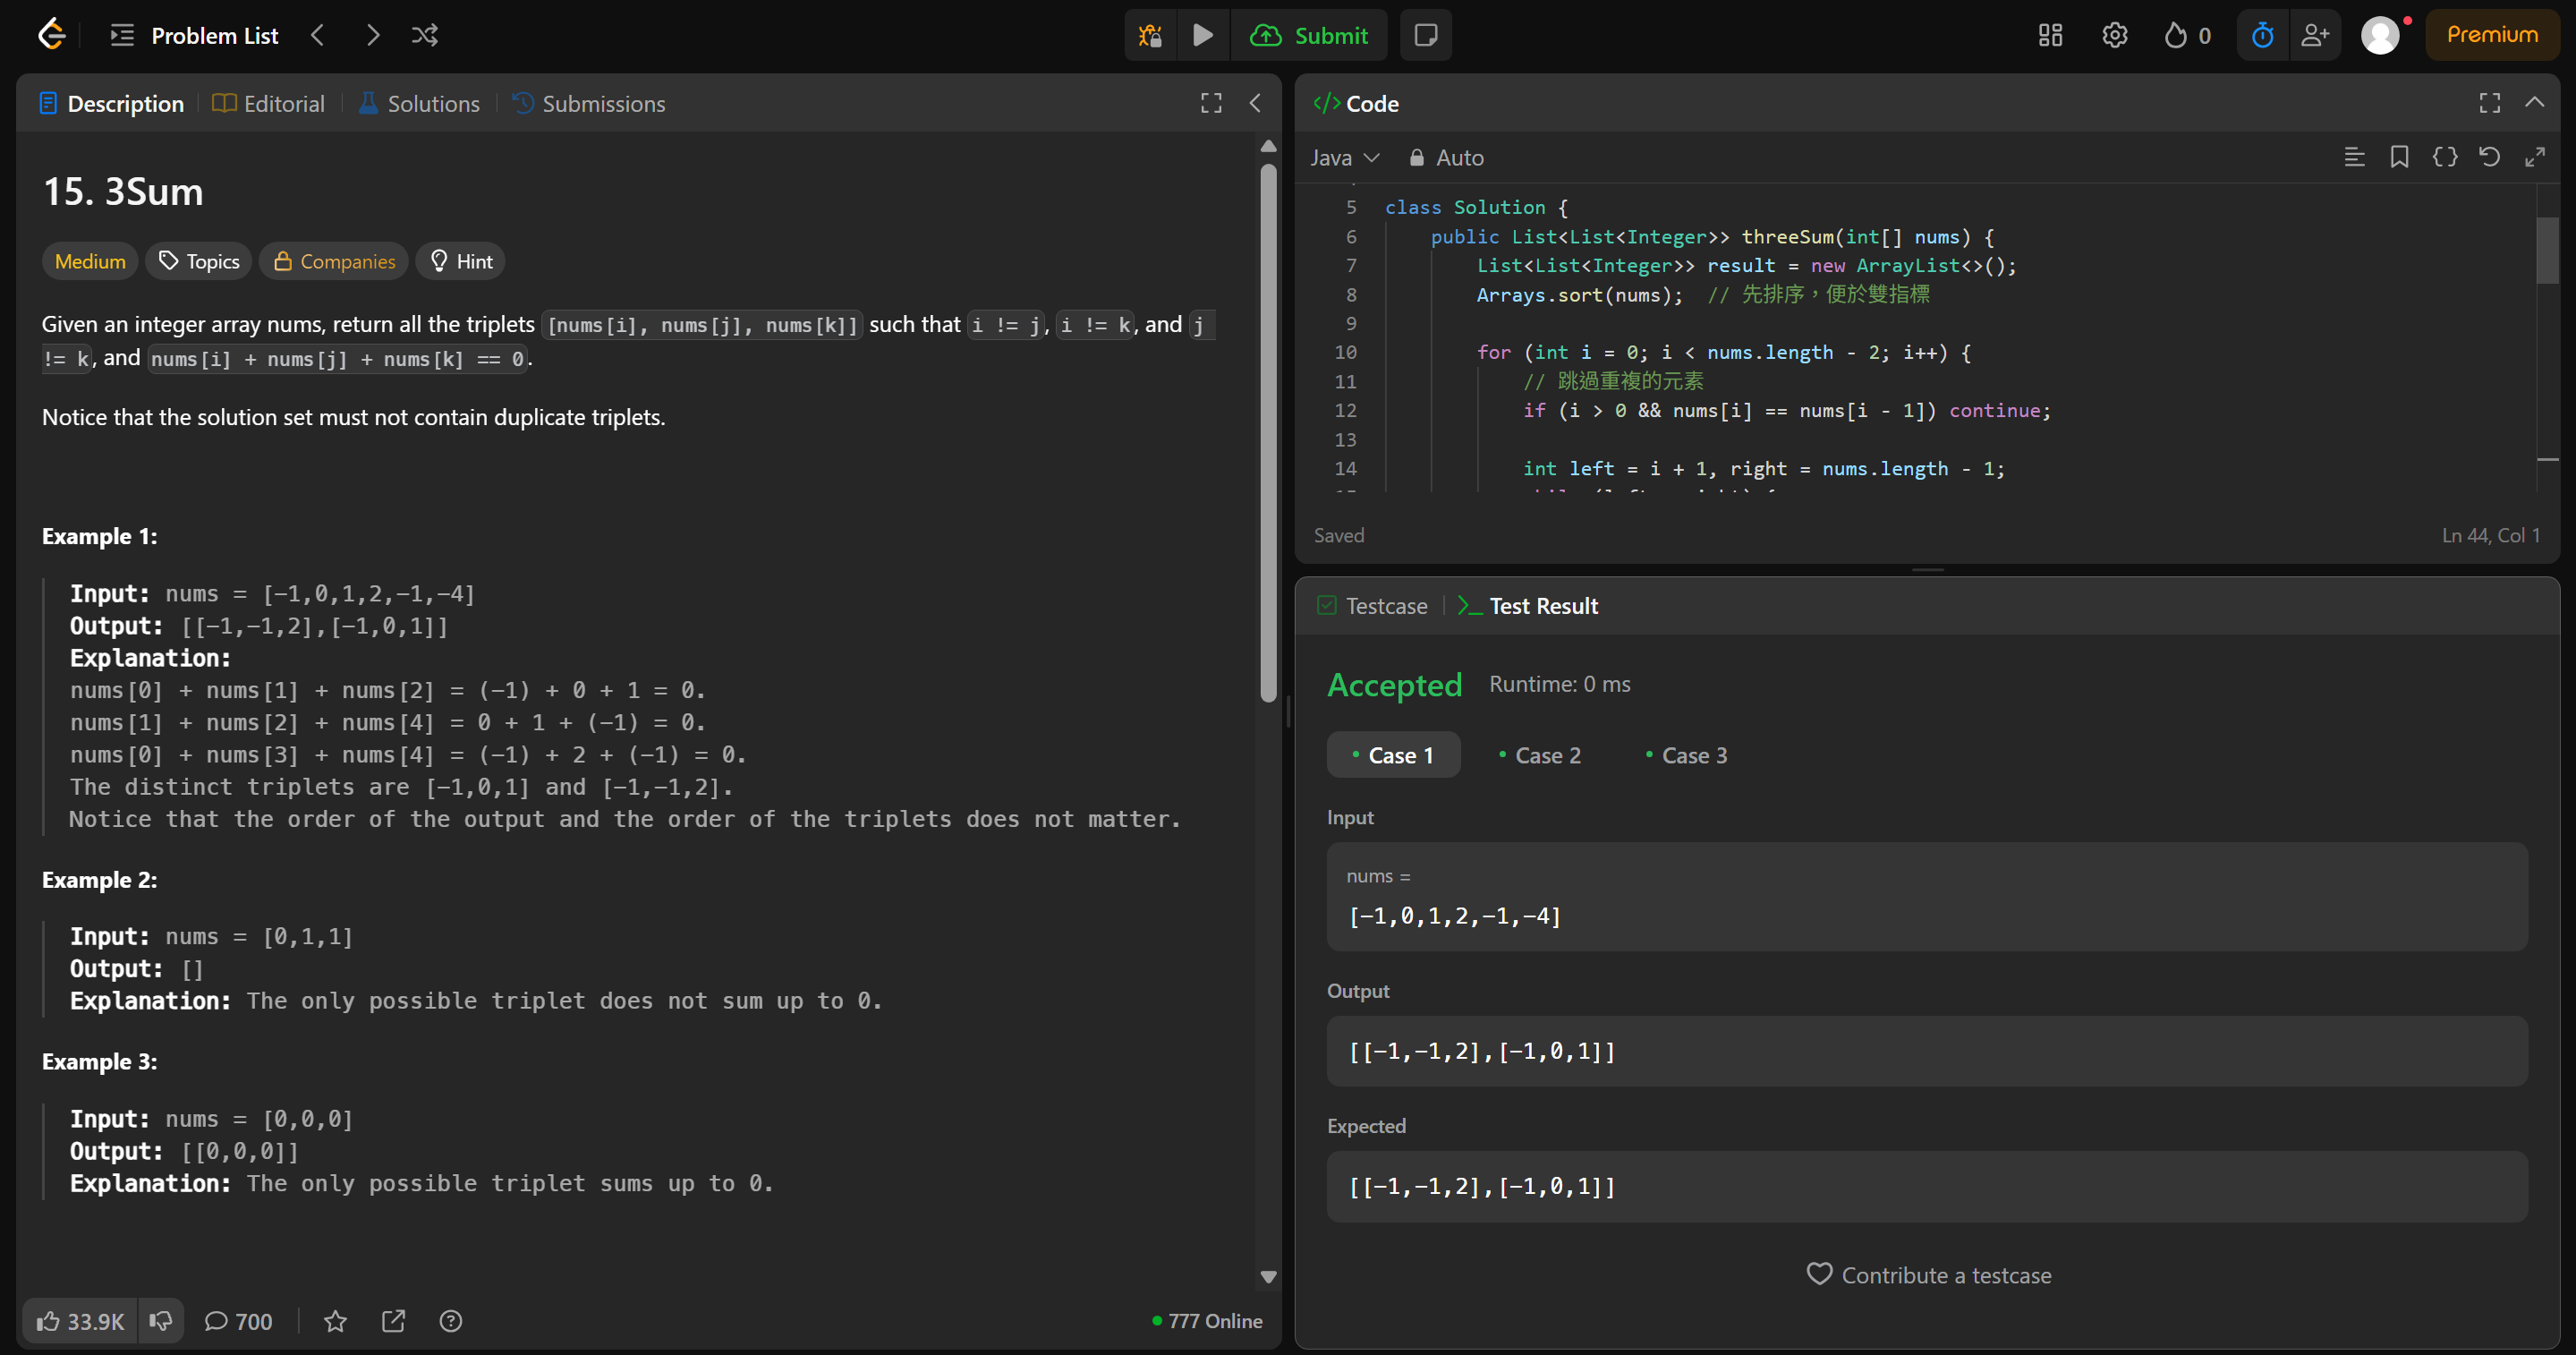 Problem List
Submit
0
Premium
Description
Editorial
Solutions
Submissions
15. 3Sum
Medium
Topics
Companies
Hint
Given an integer array nums, return all the triplets [nums[i], nums[j], nums[k]] such that i != j, i != k, and j
!= k, and nums[i] + nums[j] + nums[k] == 0.
Notice that the solution set must not contain duplicate triplets.
Example 1:
Input: nums = [-1,0,1,2,-1,-4]
Output: [[-1,-1,2],[-1,0,1]]
Explanation:
nums[0] + nums[1] + nums[2] = (-1) + 0 + 1 = 0.
nums[1] + nums[2] + nums[4] = 0 + 1 + (-1) = 0.
nums[0] + nums[3] + nums[4] = (-1) + 2 + (-1) = 0.
The distinct triplets are [-1,0,1] and [-1,-1,2].
Notice that the order of the output and the order of the triplets does not matter.
Example 2:
Input: nums = [0,1,1]
Output: []
Explanation: The only possible triplet does not sum up to 0.
Example 3:
Input: nums = [0,0,0]
Output: [[0,0,0]]
Explanation: The only possible triplet sums up to 0.
33.9K
700
777 Online
</> Code
Java
Auto
5 class Solution {
6 public List<List<Integer>> threeSum(int[] nums) {
7 List<List<Integer>> result = new ArrayList<>();
8 Arrays.sort(nums); // 先排序，便於雙指標
9
10 for (int i = 0; i < nums.length - 2; i++) {
11 // 跳過重複的元素
12 if (i > 0 && nums[i] == nums[i - 1]) continue;
13
14 int left = i + 1, right = nums.length - 1;
Saved
Ln 44, Col 1
Testcase
>_ Test Result
Accepted
Runtime: 0 ms
Case 1
Case 2
Case 3
Input
nums =
[-1,0,1,2,-1,-4]
Output
[[-1,-1,2],[-1,0,1]]
Expected
[[-1,-1,2],[-1,0,1]]
Contribute a testcase